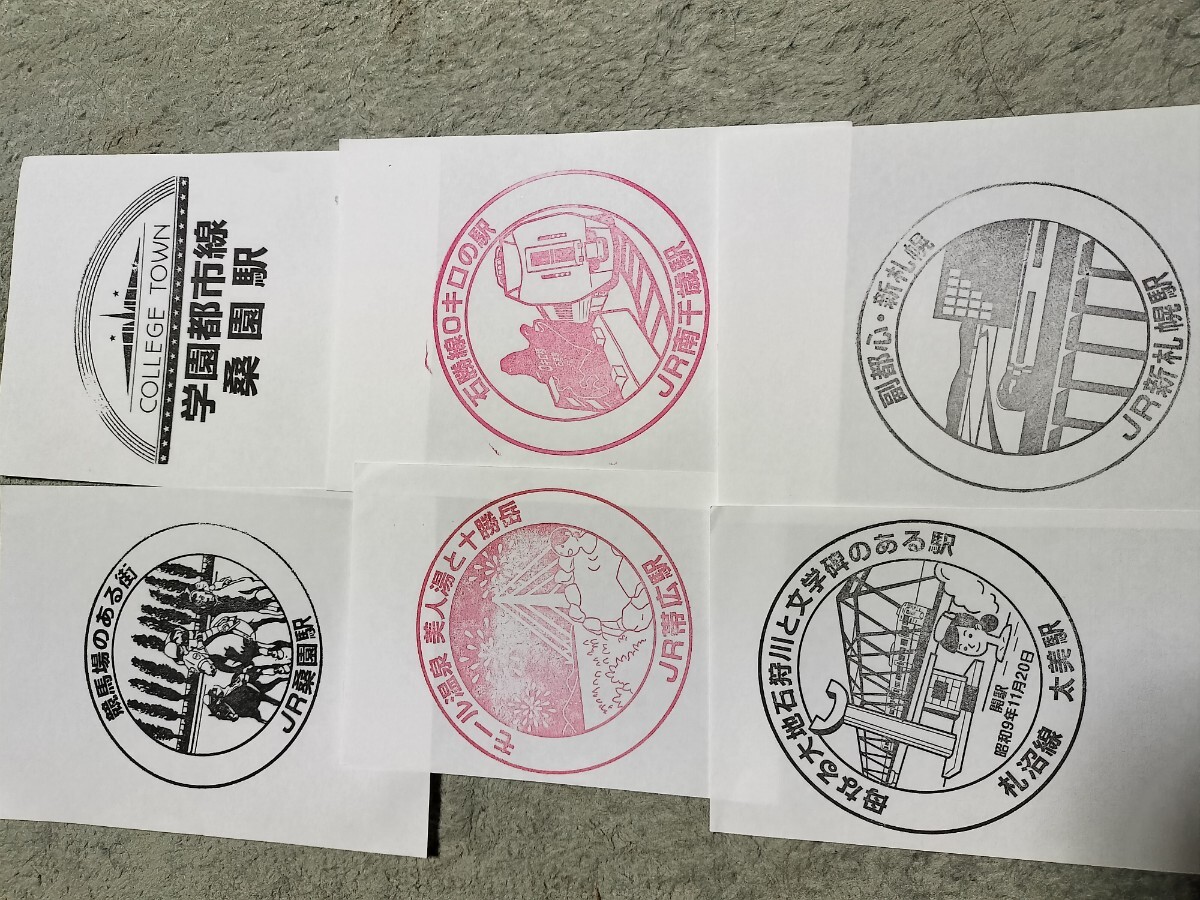 COLLEGE TOWN
学園都市線
桑園駅
石勝線0キロの駅
JR南千歳駅
副都心・新札幌
JR新札幌駅
競馬場のある街
JR桑園駅
モール温泉 美人湯と十勝岳
JR帯広駅
母なる大地石狩川と文学碑のある駅
開駅
昭和9年11月20日
札沼線 太美駅